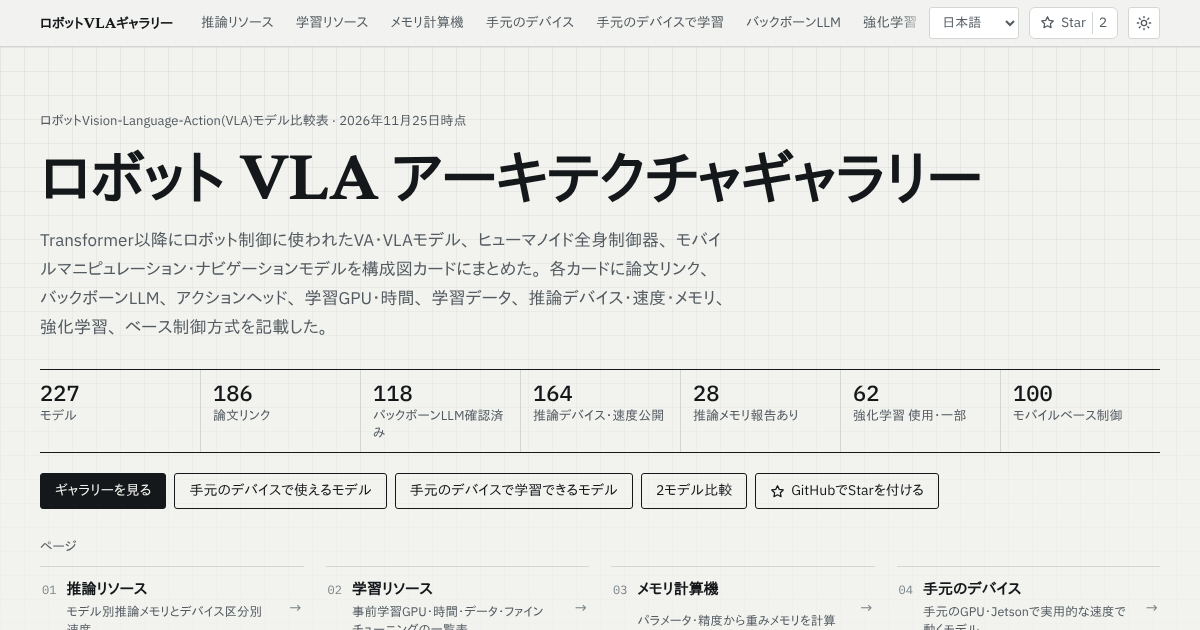 ロボットVLAギャラリー 推論リソース 学習リソース メモリ計算機 手元のデバイス 手元のデバイスで学習 バックボーンLLM 強化学習 日本語 Star 2
ロボットVision-Language-Action(VLA)モデル比較表 · 2026年11月25日時点
ロボット VLA アーキテクチャギャラリー
Transformer以降にロボット制御に使われたVA·VLAモデル、ヒューマノイド全身制御器、モバイ
ルマニピュレーション·ナビゲーションモデルを構成図カードにまとめた。各カードに論文リンク、
バックボーンLLM、アクションヘッド、学習GPU·時間、学習データ、推論デバイス·速度·メモリ、
強化学習、ベース制御方式を記載した。
227 186 118 164 28 62 100
モデル 論文リンク バックボーンLLM確認済 推論デバイス·速度公開 推論メモリ報告あり 強化学習 使用·一部 モバイルベース制御
み
ギャラリーを見る 手元のデバイスで使えるモデル 手元のデバイスで学習できるモデル 2モデル比較 GitHubでStarを付ける
ページ
01 推論リソース 02 学習リソース 03 メモリ計算機 04 手元のデバイス
モデル別推論メモリとデバイス区分別 → 事前学習GPU·時間·データ·ファイン → パラメータ·精度から重みメモリを計算 → 手元のGPU·Jetsonで実用的な速度で →
速度 チューニングの一覧表 動くモデル